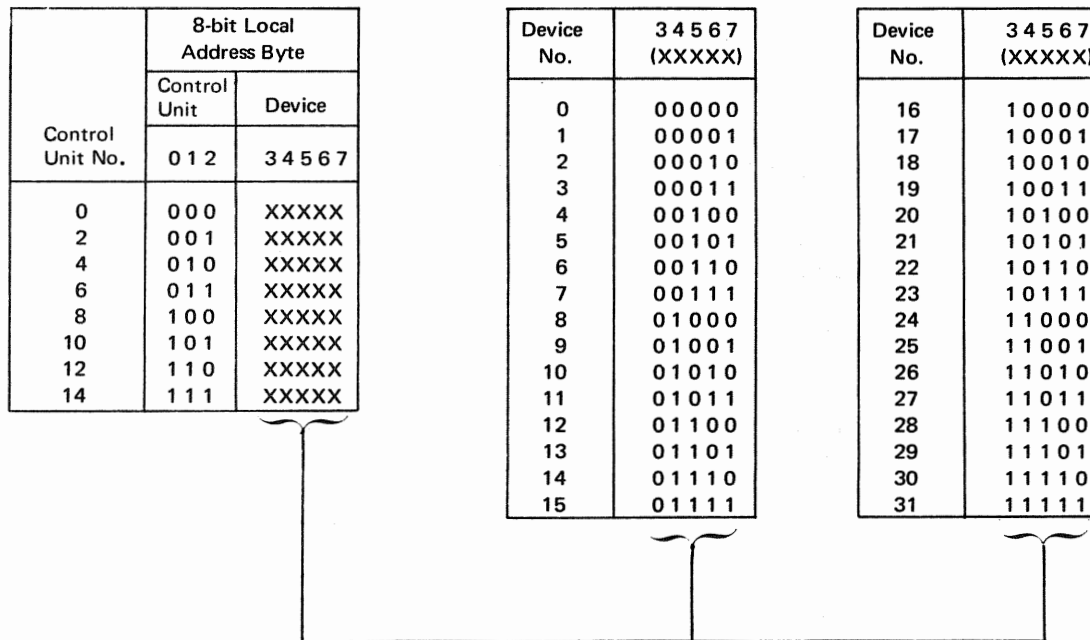 8-bit Local
Address Byte
Control
Unit No.
Control
Unit
Device
0 1 2
3 4 5 6 7
0 0 0 0 XXXXX
2 0 0 1 XXXXX
4 0 1 0 XXXXX
6 0 1 1 XXXXX
8 1 0 0 XXXXX
10 1 0 1 XXXXX
12 1 1 0 XXXXX
14 1 1 1 XXXXX
Device
No.
3 4 5 6 7
(XXXXX)
0 0 0 0 0 0
1 0 0 0 0 1
2 0 0 0 1 0
3 0 0 0 1 1
4 0 0 1 0 0
5 0 0 1 0 1
6 0 0 1 1 0
7 0 0 1 1 1
8 0 1 0 0 0
9 0 1 0 0 1
10 0 1 0 1 0
11 0 1 0 1 1
12 0 1 1 0 0
13 0 1 1 0 1
14 0 1 1 1 0
15 0 1 1 1 1
Device
No.
3 4 5 6 7
(XXXXX)
16 1 0 0 0 0
17 1 0 0 0 1
18 1 0 0 1 0
19 1 0 0 1 1
20 1 0 1 0 0
21 1 0 1 0 1
22 1 0 1 1 0
23 1 0 1 1 1
24 1 1 0 0 0
25 1 1 0 0 1
26 1 1 0 1 0
27 1 1 0 1 1
28 1 1 1 0 0
29 1 1 1 0 1
30 1 1 1 1 0
31 1 1 1 1 1